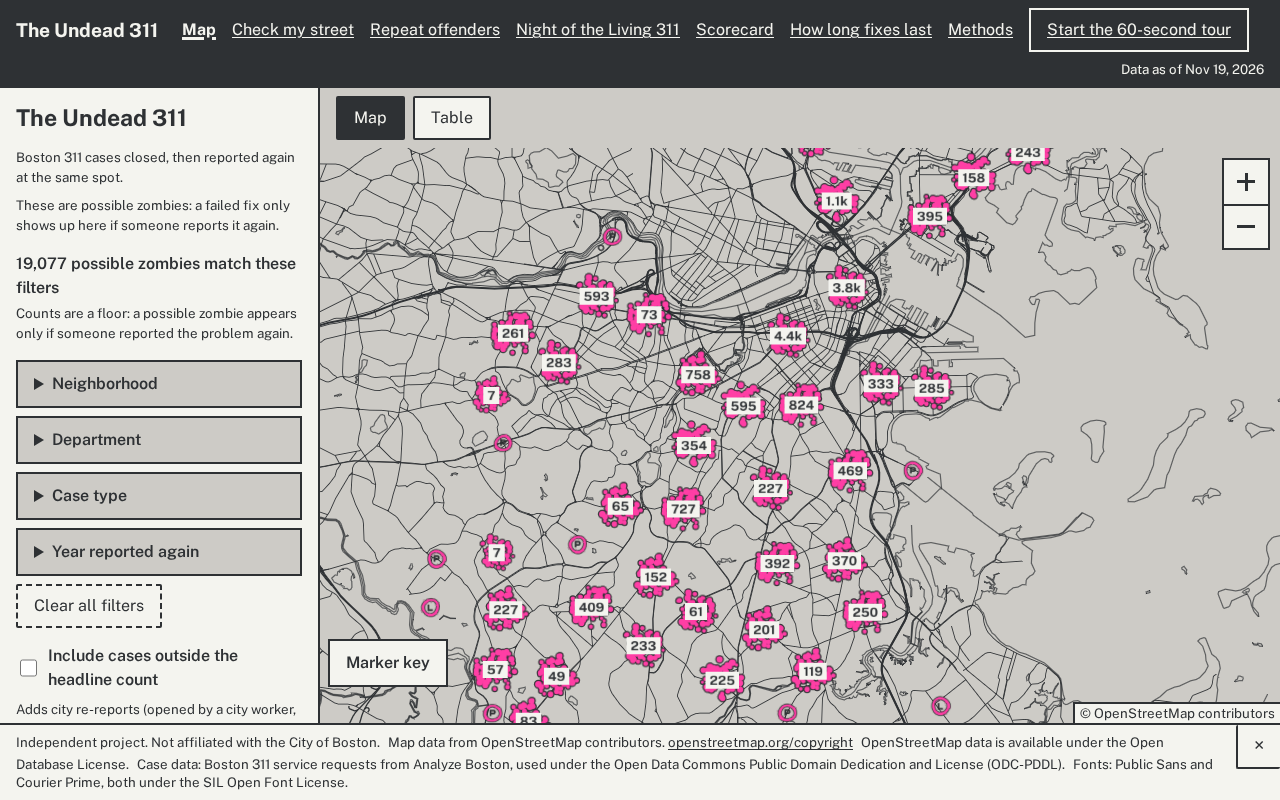 The Undead 311
Map
Check my street
Repeat offenders
Night of the Living 311
Scorecard
How long fixes last
Methods
Start the 60-second tour
Data as of Nov 19, 2026
The Undead 311
Boston 311 cases closed, then reported again
at the same spot.
These are possible zombies: a failed fix only
shows up here if someone reports it again.
19,077 possible zombies match these
filters
Counts are a floor: a possible zombie appears
only if someone reported the problem again.
Neighborhood
Department
Case type
Year reported again
Clear all filters
Include cases outside the
headline count
Adds city re-reports (opened by a city worker,
Map
Table
243
158
1.1k
395
593
3.8k
73
261
4.4k
283
758
333
285
7
595
824
354
469
227
65
727
P
7
P
392
370
152
L
227
409
61
250
201
233
57
49
225
119
P
83
P
L
P
+
−
Marker key
© OpenStreetMap contributors
Independent project. Not affiliated with the City of Boston. Map data from OpenStreetMap contributors. openstreetmap.org/copyright OpenStreetMap data is available under the Open
Database License. Case data: Boston 311 service requests from Analyze Boston, used under the Open Data Commons Public Domain Dedication and License (ODC-PDDL). Fonts: Public Sans and
Courier Prime, both under the SIL Open Font License.
×